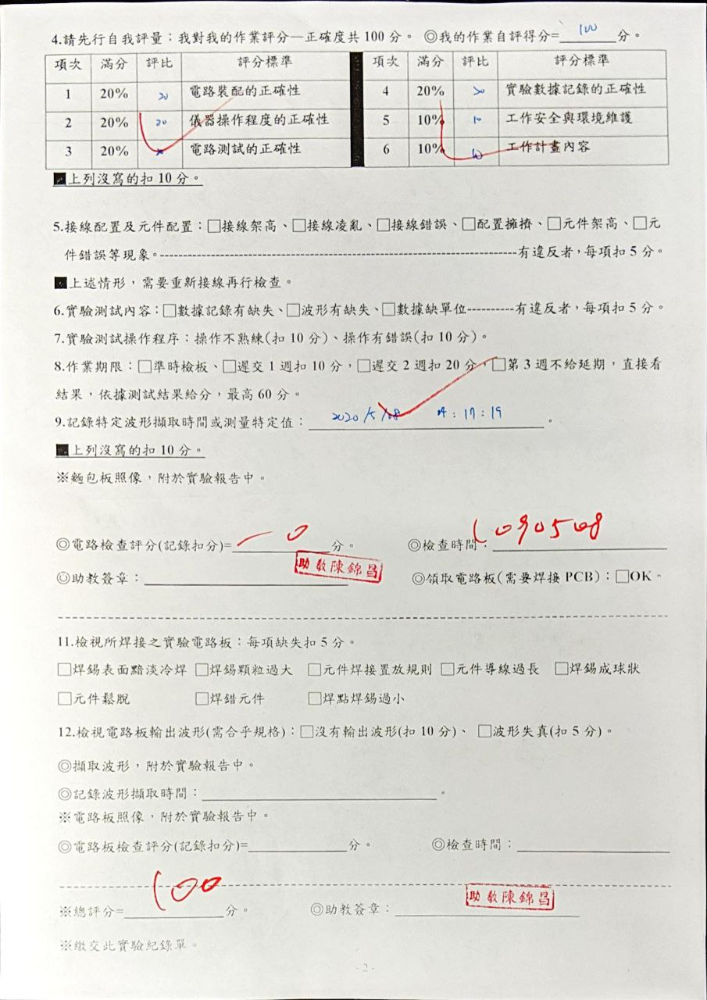 4.請先行自我評量：我對我的作業評分—正確度共 100 分。 ◎我的作業自評得分=100分。
項次 滿分 評比 評分標準 項次 滿分 評比 評分標準
1 20% 20 電路裝配的正確性 4 20% 20 實驗數據記錄的正確性
2 20% 20 儀器操作程度的正確性 5 10% 10 工作安全與環境維護
3 20% 電路測試的正確性 6 10% 10 工作計畫內容
■上列沒寫的扣 10 分。
5.接線配置及元件配置：□接線架高、□接線凌亂、□接線錯誤、□配置擁擠、□元件架高、□元
件錯誤等現象。----------有違反者，每項扣 5 分。
■上述情形，需要重新接線再行檢查。
6.實驗測試內容：□數據記錄有缺失、□波形有缺失、□數據缺單位----------有違反者，每項扣 5 分。
7.實驗測試操作程序：操作不熟練(扣 10 分)、操作有錯誤(扣 10 分)。
8.作業期限：□準時檢板、□遲交 1 週扣 10 分，□遲交 2 週扣 20 分，□第 3 週不給延期，直接看
結果，依據測試結果給分，最高 60 分。
9.記錄特定波形擷取時間或測量特定值：2020/5/08 :17:19。
■上列沒寫的扣 10 分。
※麵包板照像，附於實驗報告中。
◎電路檢查評分(記錄扣分)=－0分。 ◎檢查時間：1090508
◎助教簽章： 助教陳錦昌 ◎領取電路板(需要焊接 PCB)：□OK。
11.檢視所焊接之實驗電路板：每項缺失扣 5 分。
□焊錫表面黯淡冷焊 □焊錫顆粒過大 □元件焊接置放規則 □元件導線過長 □焊錫成球狀
□元件鬆脫 □焊錯元件 □焊點焊錫過小
12.檢視電路板輸出波形(需合乎規格)：□沒有輸出波形(扣 10 分)、 □波形失真(扣 5 分)。
◎擷取波形，附於實驗報告中。
◎記錄波形擷取時間：。
※電路板照像，附於實驗報告中。
◎電路板檢查評分(記錄扣分)=分。 ◎檢查時間：
※總評分=100分。 ◎助教簽章： 助教陳錦昌
※繳交此實驗紀錄單。
- 2 -